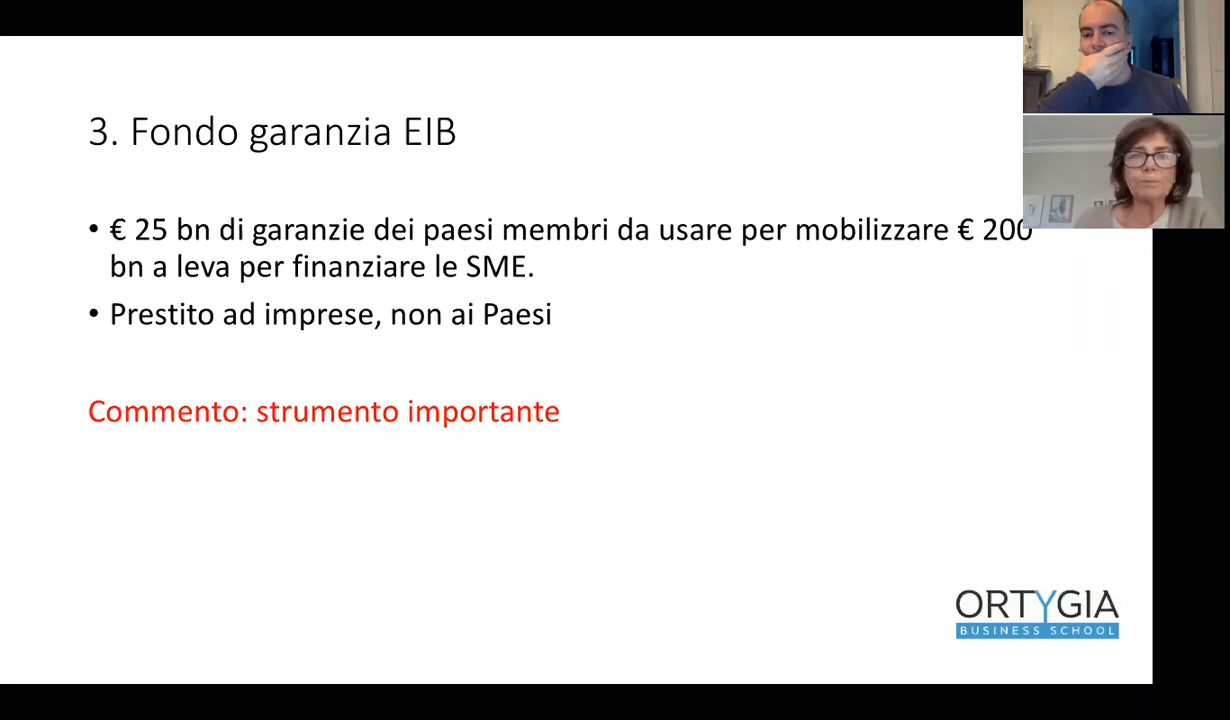 3. Fondo garanzia EIB
• € 25 bn di garanzie dei paesi membri da usare per mobilizzare € 200
bn a leva per finanziare le SME.
• Prestito ad imprese, non ai Paesi
Commento: strumento importante
ORTYGIA
BUSINESS SCHOOL